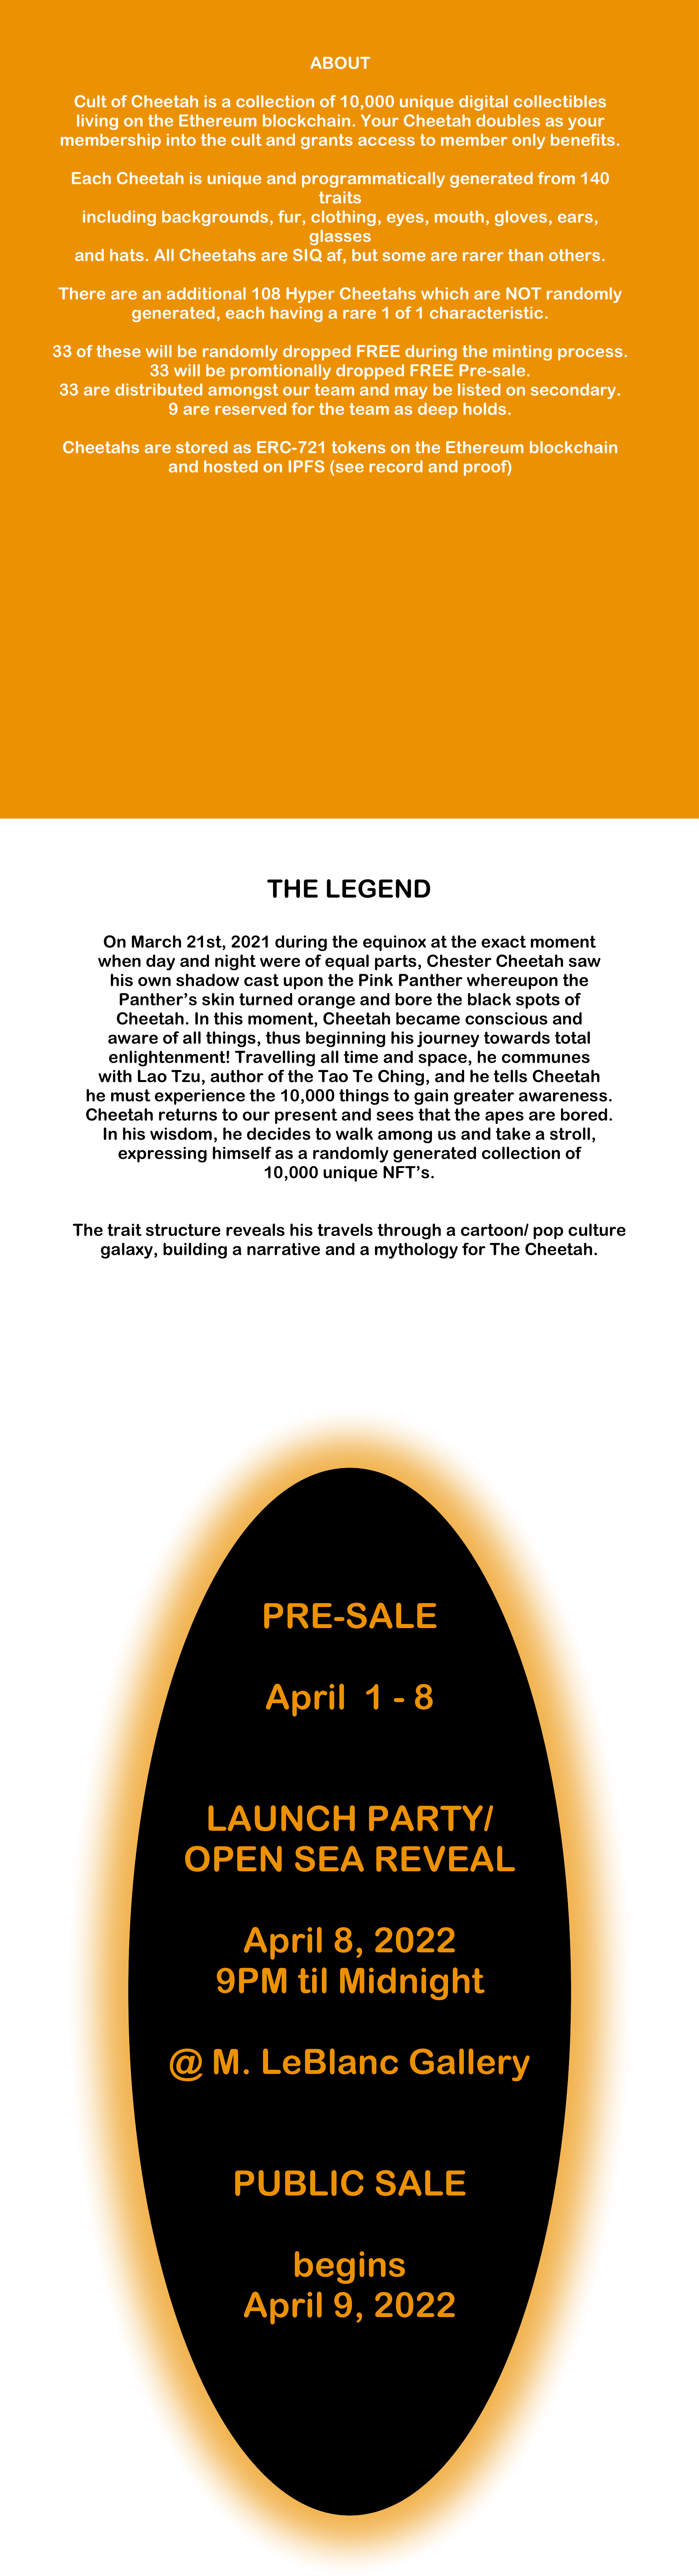 ABOUT
Cult of Cheetah is a collection of 10,000 unique digital collectibles
living on the Ethereum blockchain. Your Cheetah doubles as your
membership into the cult and grants access to member only benefits.
Each Cheetah is unique and programmatically generated from 140
traits
including backgrounds, fur, clothing, eyes, mouth, gloves, ears,
glasses
and hats. All Cheetahs are SIQ af, but some are rarer than others.
There are an additional 108 Hyper Cheetahs which are NOT randomly
generated, each having a rare 1 of 1 characteristic.
33 of these will be randomly dropped FREE during the minting process.
33 will be promtionally dropped FREE Pre-sale.
33 are distributed amongst our team and may be listed on secondary.
9 are reserved for the team as deep holds.
Cheetahs are stored as ERC-721 tokens on the Ethereum blockchain
and hosted on IPFS (see record and proof)
THE LEGEND
On March 21st, 2021 during the equinox at the exact moment
when day and night were of equal parts, Chester Cheetah saw
his own shadow cast upon the Pink Panther whereupon the
Panther’s skin turned orange and bore the black spots of
Cheetah. In this moment, Cheetah became conscious and
aware of all things, thus beginning his journey towards total
enlightenment! Travelling all time and space, he communes
with Lao Tzu, author of the Tao Te Ching, and he tells Cheetah
he must experience the 10,000 things to gain greater awareness.
Cheetah returns to our present and sees that the apes are bored.
In his wisdom, he decides to walk among us and take a stroll,
expressing himself as a randomly generated collection of
10,000 unique NFT’s.
The trait structure reveals his travels through a cartoon/ pop culture
galaxy, building a narrative and a mythology for The Cheetah.
PRE-SALE
April 1 - 8
LAUNCH PARTY/
OPEN SEA REVEAL
April 8, 2022
9PM til Midnight
@ M. LeBlanc Gallery
PUBLIC SALE
begins
April 9, 2022